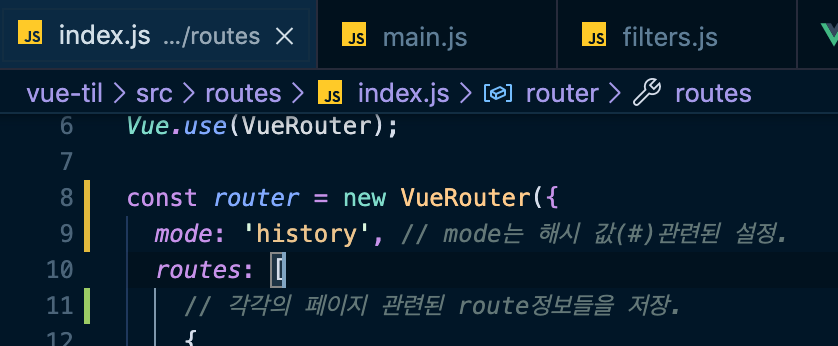 JS index.js .../routes ×
JS main.js
JS filters.js
vue-til > src > routes > JS index.js > router > routes
6 Vue.use(VueRouter);
7
8 const router = new VueRouter({
9 mode: 'history', // mode는 해시 값(#)관련된 설정.
10 routes: [
11 // 각각의 페이지 관련된 route정보들을 저장.
12 {